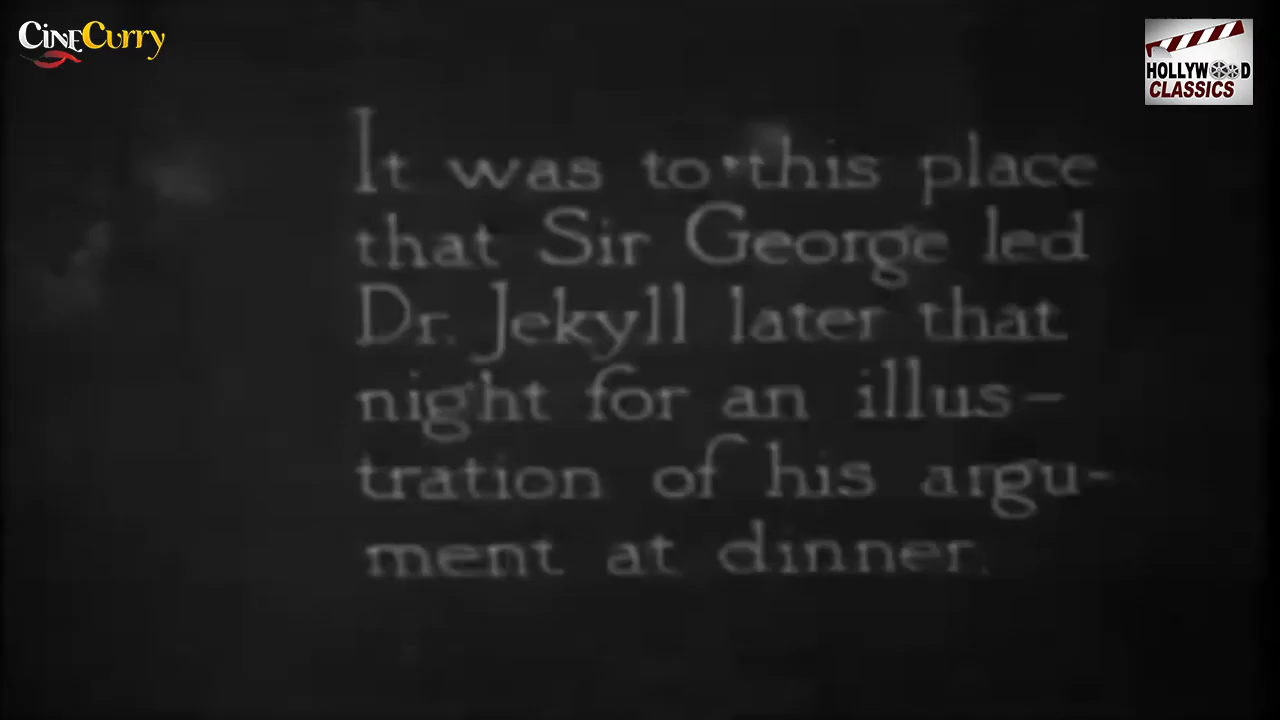 CineCurry
HOLLYWOOD
CLASSICS
It was to this place
that Sir George led
Dr. Jekyll later that
night for an illus-
tration of his argu-
ment at dinner.